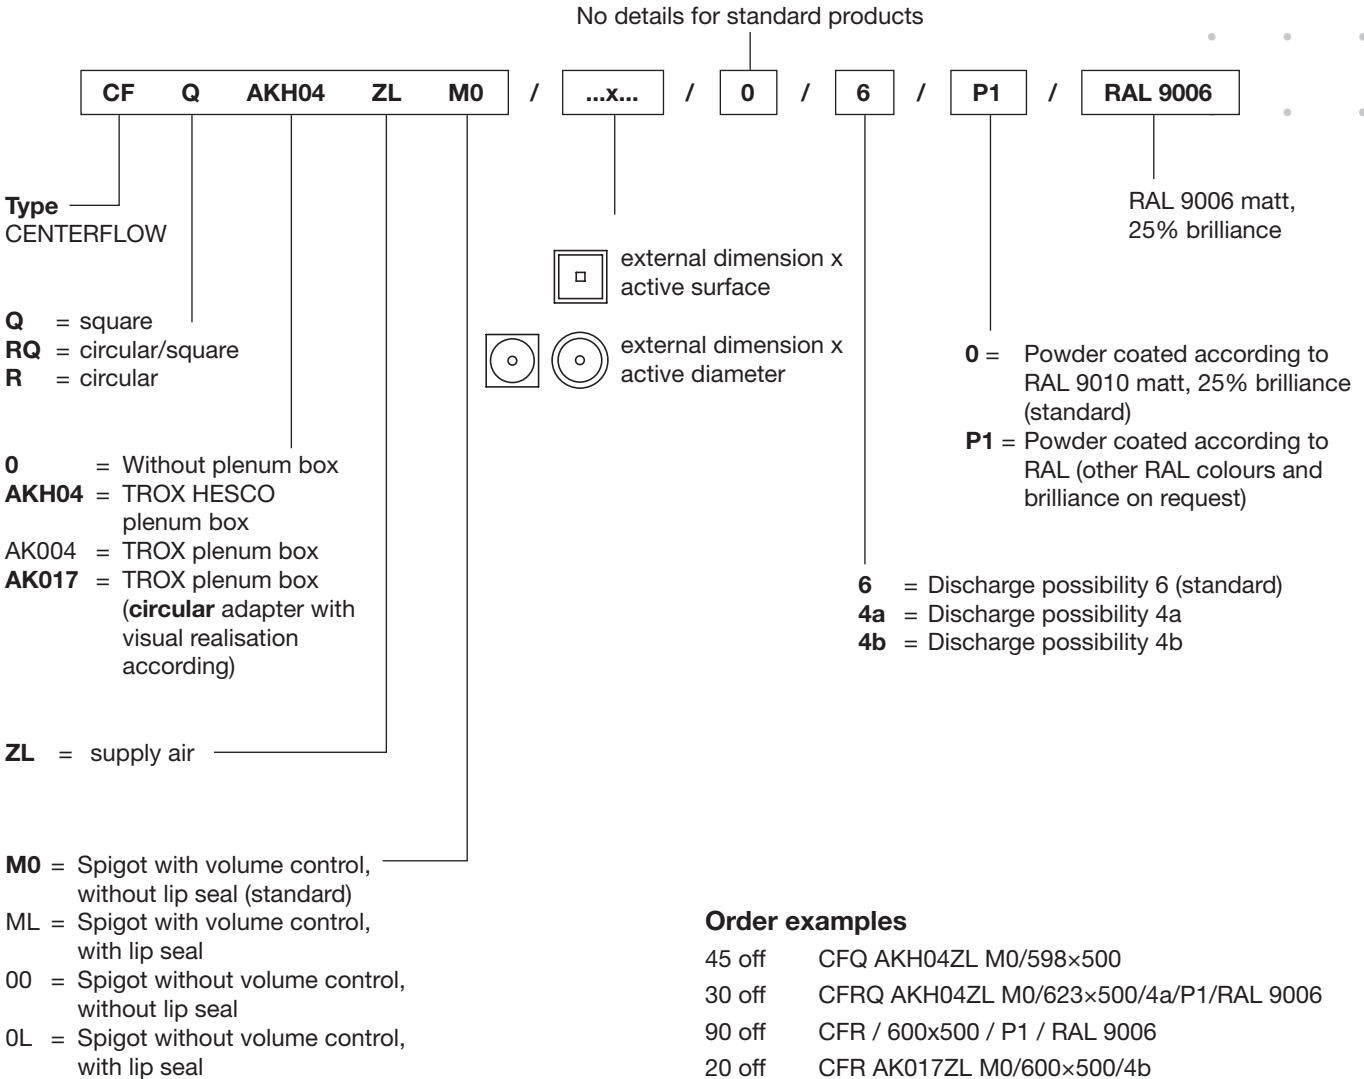 No details for standard products
CF Q AKH04 ZL M0 / ...x... / 0 / 6 / P1 / RAL 9006
Type
CENTERFLOW
RAL 9006 matt,
25% brilliance
external dimension x
active surface
Q = square
RQ = circular/square
R = circular
external dimension x
active diameter
0 = Powder coated according to
RAL 9010 matt, 25% brilliance
(standard)
P1 = Powder coated according to
RAL (other RAL colours and
brilliance on request)
0 = Without plenum box
AKH04 = TROX HESCO
plenum box
AK004 = TROX plenum box
AK017 = TROX plenum box
(circular adapter with
visual realisation
according)
6 = Discharge possibility 6 (standard)
4a = Discharge possibility 4a
4b = Discharge possibility 4b
ZL = supply air
M0 = Spigot with volume control,
without lip seal (standard)
ML = Spigot with volume control,
with lip seal
00 = Spigot without volume control,
without lip seal
0L = Spigot without volume control,
with lip seal
Order examples
45 off CFQ AKH04ZL M0/598×500
30 off CFRQ AKH04ZL M0/623×500/4a/P1/RAL 9006
90 off CFR / 600x500 / P1 / RAL 9006
20 off CFR AK017ZL M0/600×500/4b